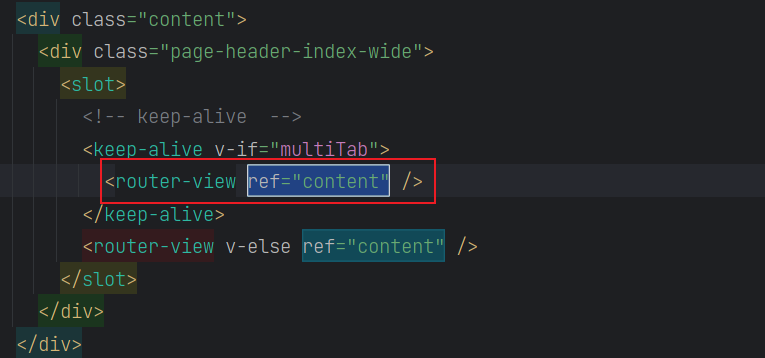 <div class="content">
<div class="page-header-index-wide">
<slot>
<!-- keep-alive  -->
<keep-alive v-if="multiTab">
<router-view ref="content" />
</keep-alive>
<router-view v-else ref="content" />
</slot>
</div>
</div>